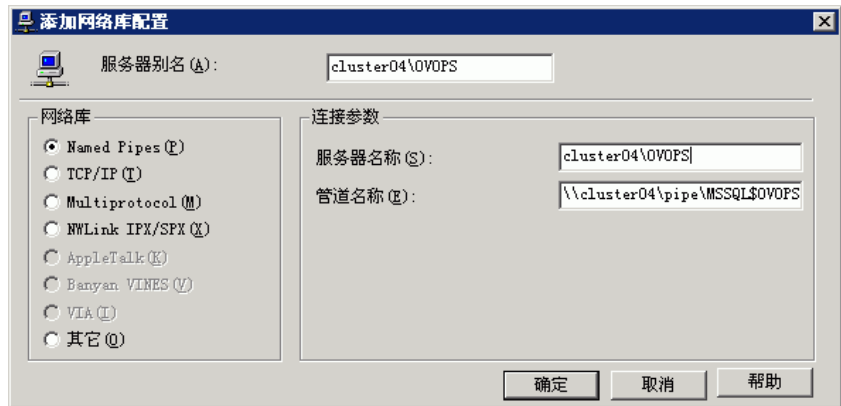 添加网络库配置
服务器别名(A):
cluster04\OVOPS
网络库
Named Pipes(P)
TCP/IP(T)
Multiprotocol(M)
NWLink IPX/SPX(X)
AppleTalk(K)
Banyan VINES(V)
VIA(I)
其它(O)
连接参数
服务器名称(S):
cluster04\OVOPS
管道名称(E):
\\cluster04\pipe\MSSQL$OVOPS
确定
取消
帮助